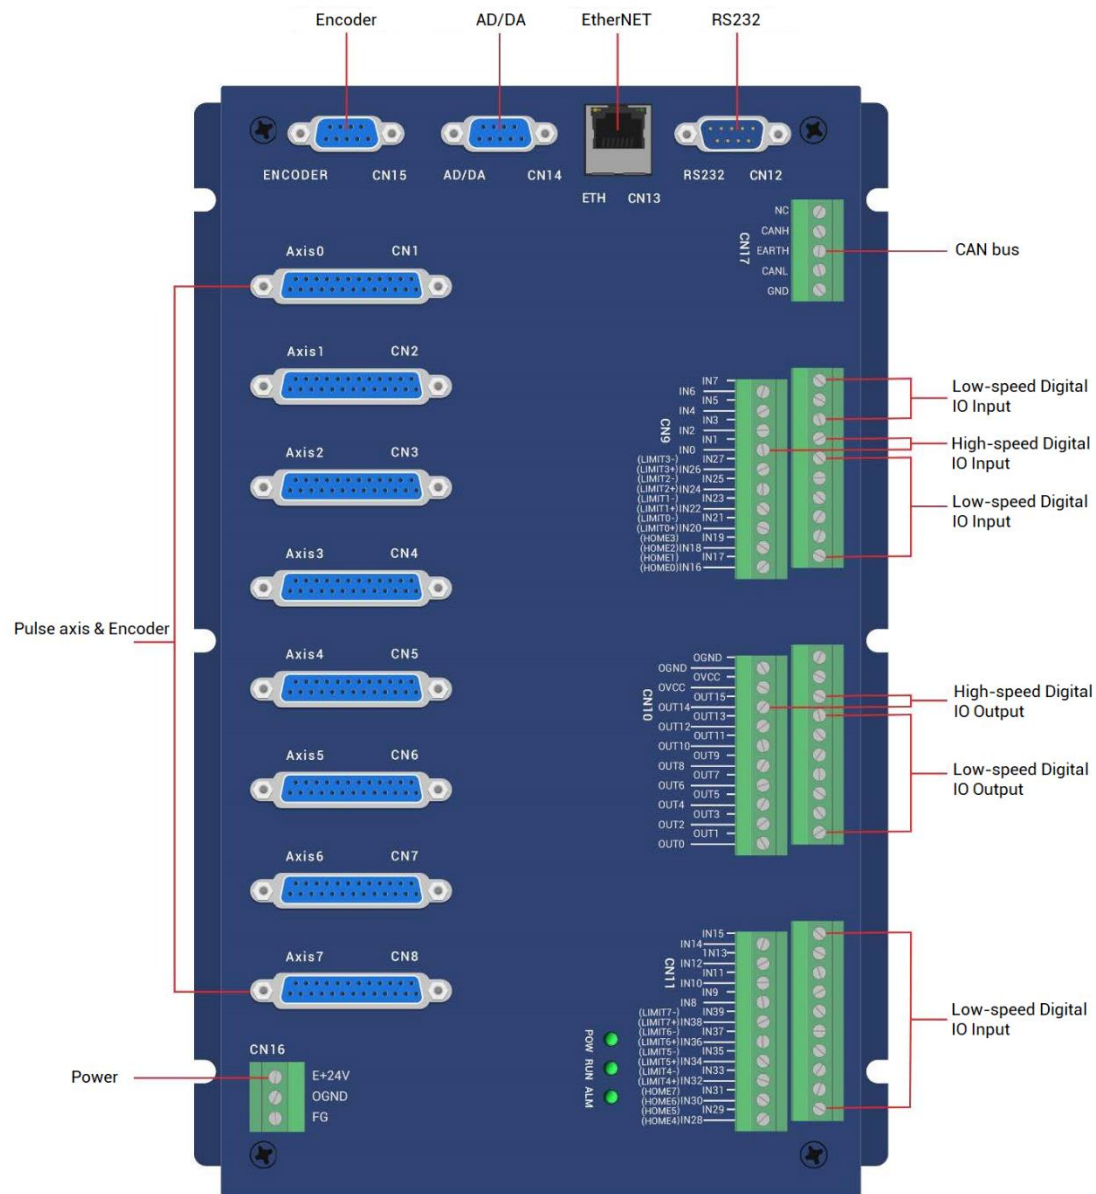 Encoder
AD/DA
EtherNET
RS232
ENCODER CN15
AD/DA CN14
ETH CN13
RS232 CN12
CN17
NC
CANH
EARTH
CANL
GND
CAN bus
Axis0 CN1
Axis1 CN2
Axis2 CN3
Axis3 CN4
Axis4 CN5
Axis5 CN6
Axis6 CN7
Axis7 CN8
Pulse axis & Encoder
CN9
IN7
IN6
IN5
IN4
IN3
IN2
IN1
IN0
(LIMIT3-) IN27
(LIMIT3+) IN26
(LIMIT2-) IN25
(LIMIT2+) IN24
(LIMIT1-) IN23
(LIMIT1+) IN22
(LIMIT0-) IN21
(LIMIT0+) IN20
(HOME3) IN19
(HOME2) IN18
(HOME1) IN17
(HOME0) IN16
Low-speed Digital
IO Input
High-speed Digital
IO Input
Low-speed Digital
IO Input
CN10
OGND
OGND
OVCC
OVCC
OUT15
OUT14
OUT13
OUT12
OUT11
OUT10
OUT9
OUT8
OUT7
OUT6
OUT5
OUT4
OUT3
OUT2
OUT1
OUT0
High-speed Digital
IO Output
Low-speed Digital
IO Output
CN11
IN15
IN14
1N13
IN12
IN11
IN10
IN9
IN8
(LIMIT7-) IN39
(LIMIT7+) IN38
(LIMIT6-) IN37
(LIMIT6+) IN36
(LIMIT5-) IN35
(LIMIT5+) IN34
(LIMIT4-) IN33
(LIMIT4+) IN32
(HOME7) IN31
(HOME6) IN30
(HOME5) IN29
(HOME4) IN28
Low-speed Digital
IO Input
POW RUN ALM
CN16
Power
E+24V
OGND
FG